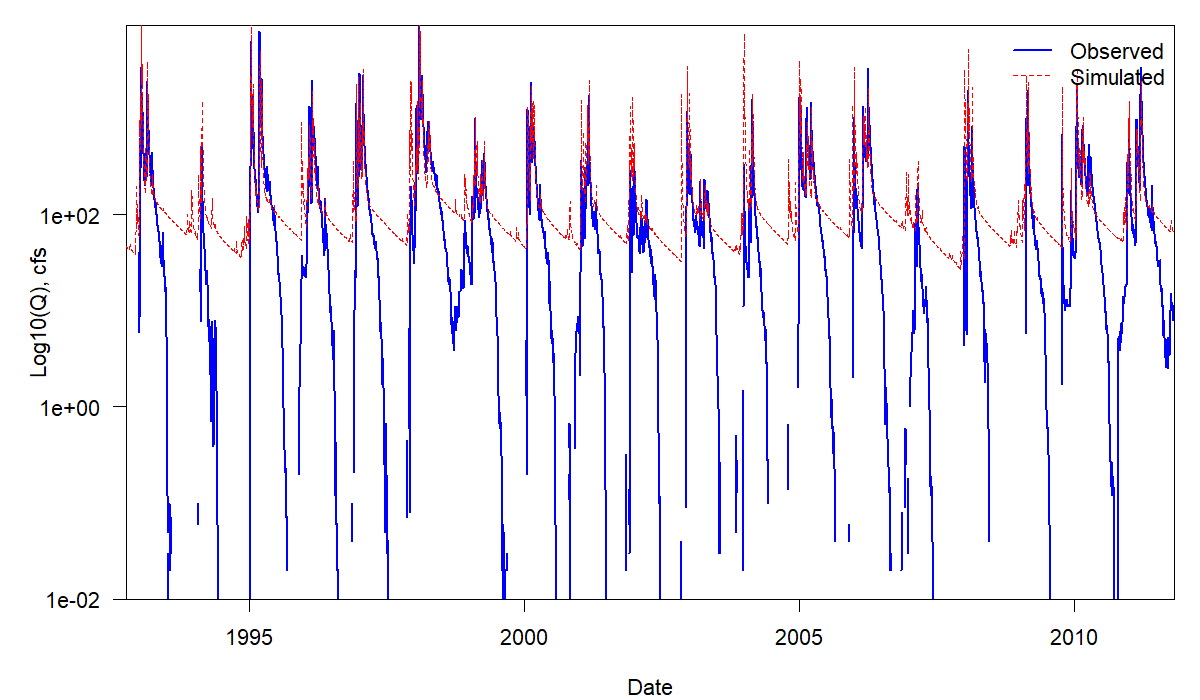 Observed
Simulated
1e+02
1e+00
1e-02
Log10(Q), cfs
1995
2000
2005
2010
Date